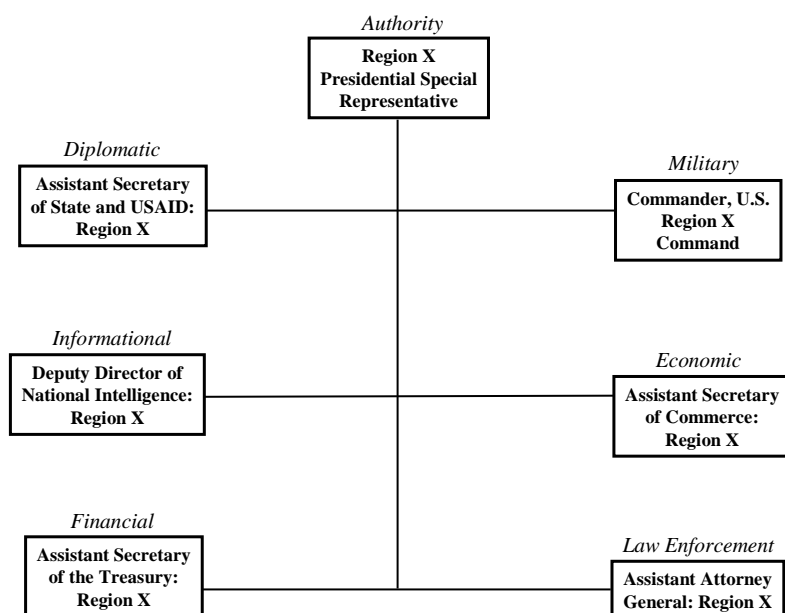 Authority
Region X
Presidential Special
Representative
Diplomatic
Assistant Secretary
of State and USAID:
Region X
Military
Commander, U.S.
Region X
Command
Informational
Deputy Director of
National Intelligence:
Region X
Economic
Assistant Secretary
of Commerce:
Region X
Financial
Assistant Secretary
of the Treasury:
Region X
Law Enforcement
Assistant Attorney
General: Region X